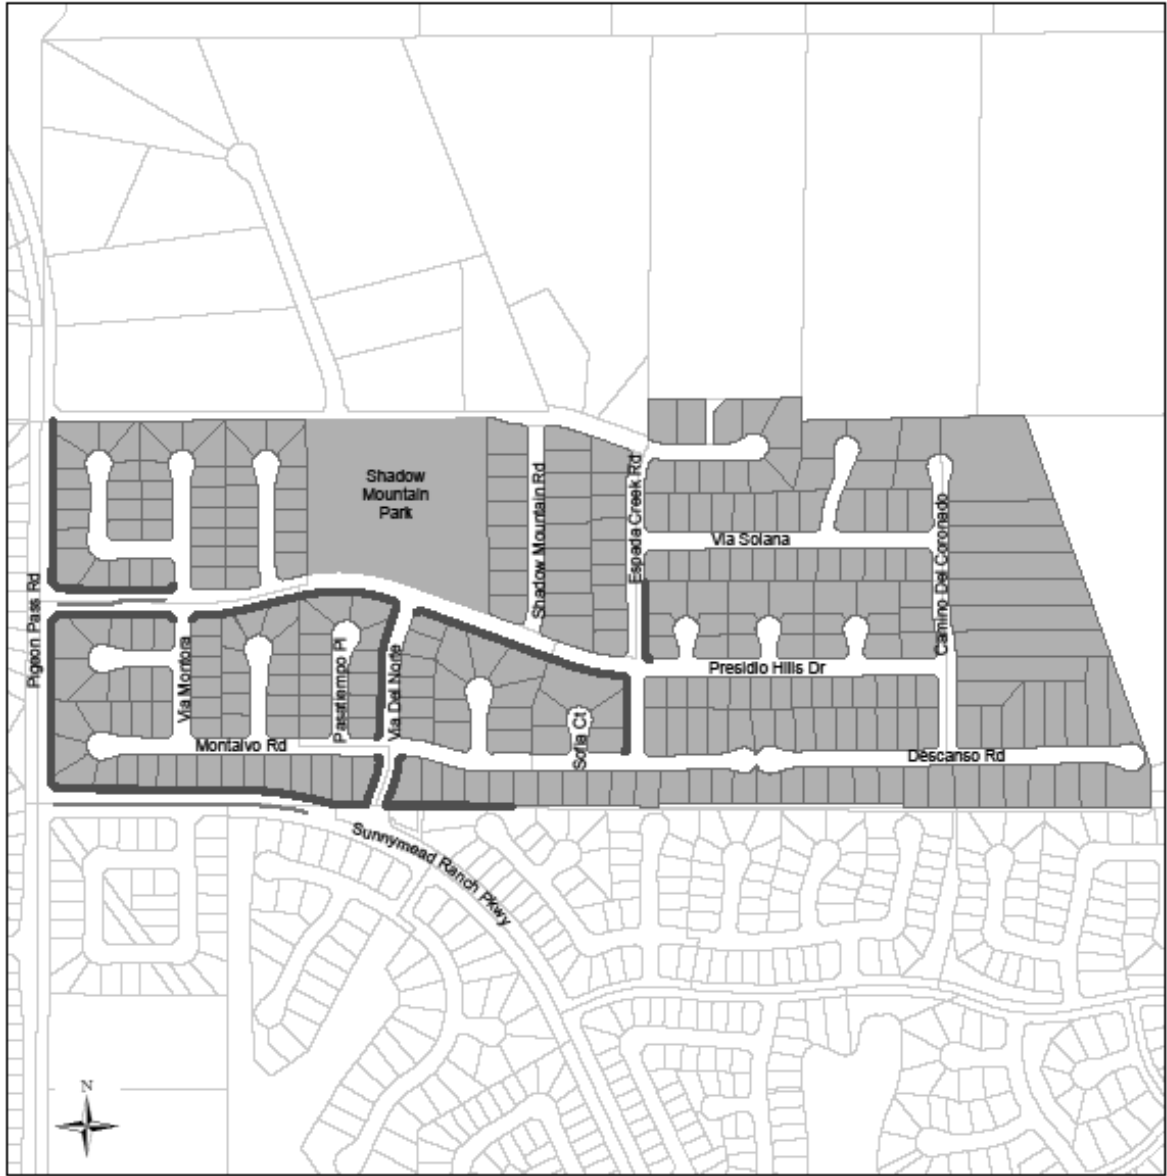 Shadow
Mountain
Park
Shadow Mountain Rd
Espada Creek Rd
Via Solana
Camino Del Coronado
Pigeon Pass Rd
Via Montora
Pasatiempo Pl
Via Del Norte
Presidio Hills Dr
Montalvo Rd
Sofia Ct
Descanso Rd
Sunnymead Ranch Pkwy
N